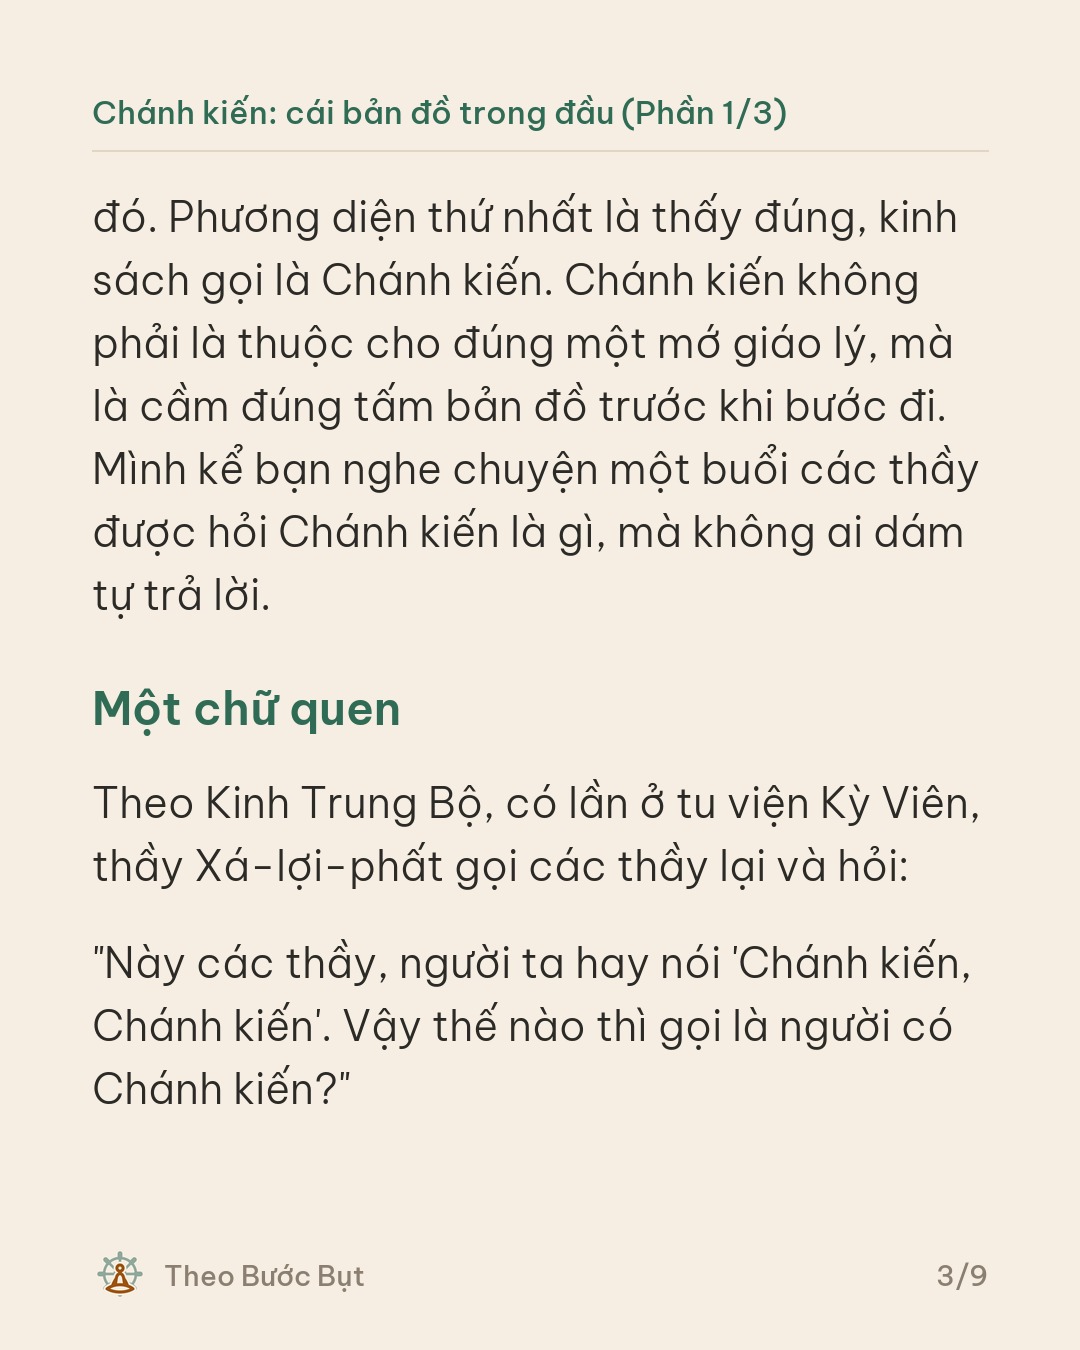 Chánh kiến: cái bản đồ trong đầu (Phần 1/3)
đó. Phương diện thứ nhất là thấy đúng, kinh
sách gọi là Chánh kiến. Chánh kiến không
phải là thuộc cho đúng một mớ giáo lý, mà
là cầm đúng tấm bản đồ trước khi bước đi.
Mình kể bạn nghe chuyện một buổi các thầy
được hỏi Chánh kiến là gì, mà không ai dám
tự trả lời.
Một chữ quen
Theo Kinh Trung Bộ, có lần ở tu viện Kỳ Viên,
thầy Xá-lợi-phất gọi các thầy lại và hỏi:
"Này các thầy, người ta hay nói 'Chánh kiến,
Chánh kiến'. Vậy thế nào thì gọi là người có
Chánh kiến?"
Theo Bước Bụt
3/9